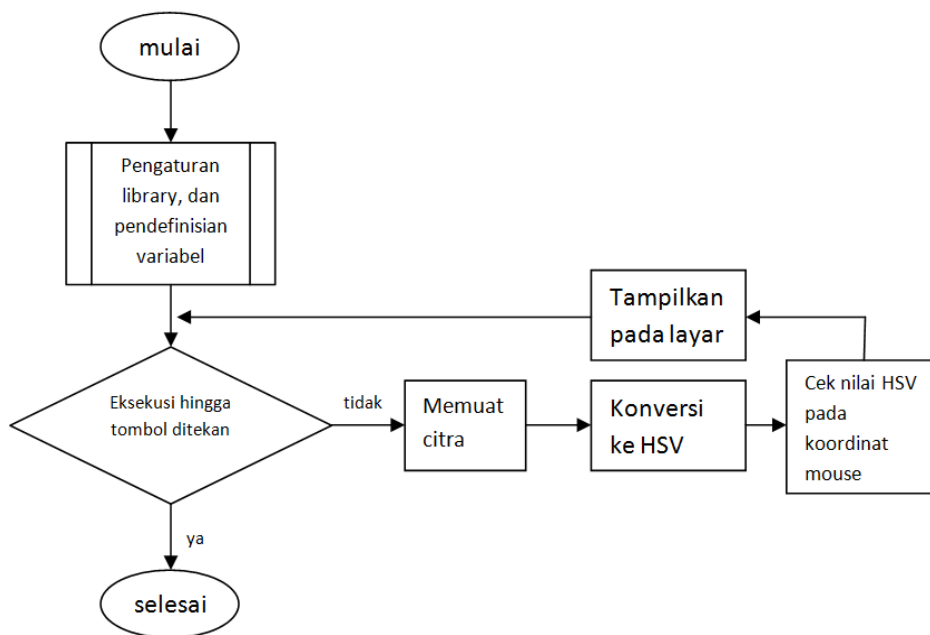 mulai
Pengaturan
library, dan
pendefinisian
variabel
Tampilkan
pada layar
Eksekusi hingga
tombol ditekan
tidak
Memuat
citra
Konversi
ke HSV
Cek nilai HSV
pada
koordinat
mouse
ya
selesai